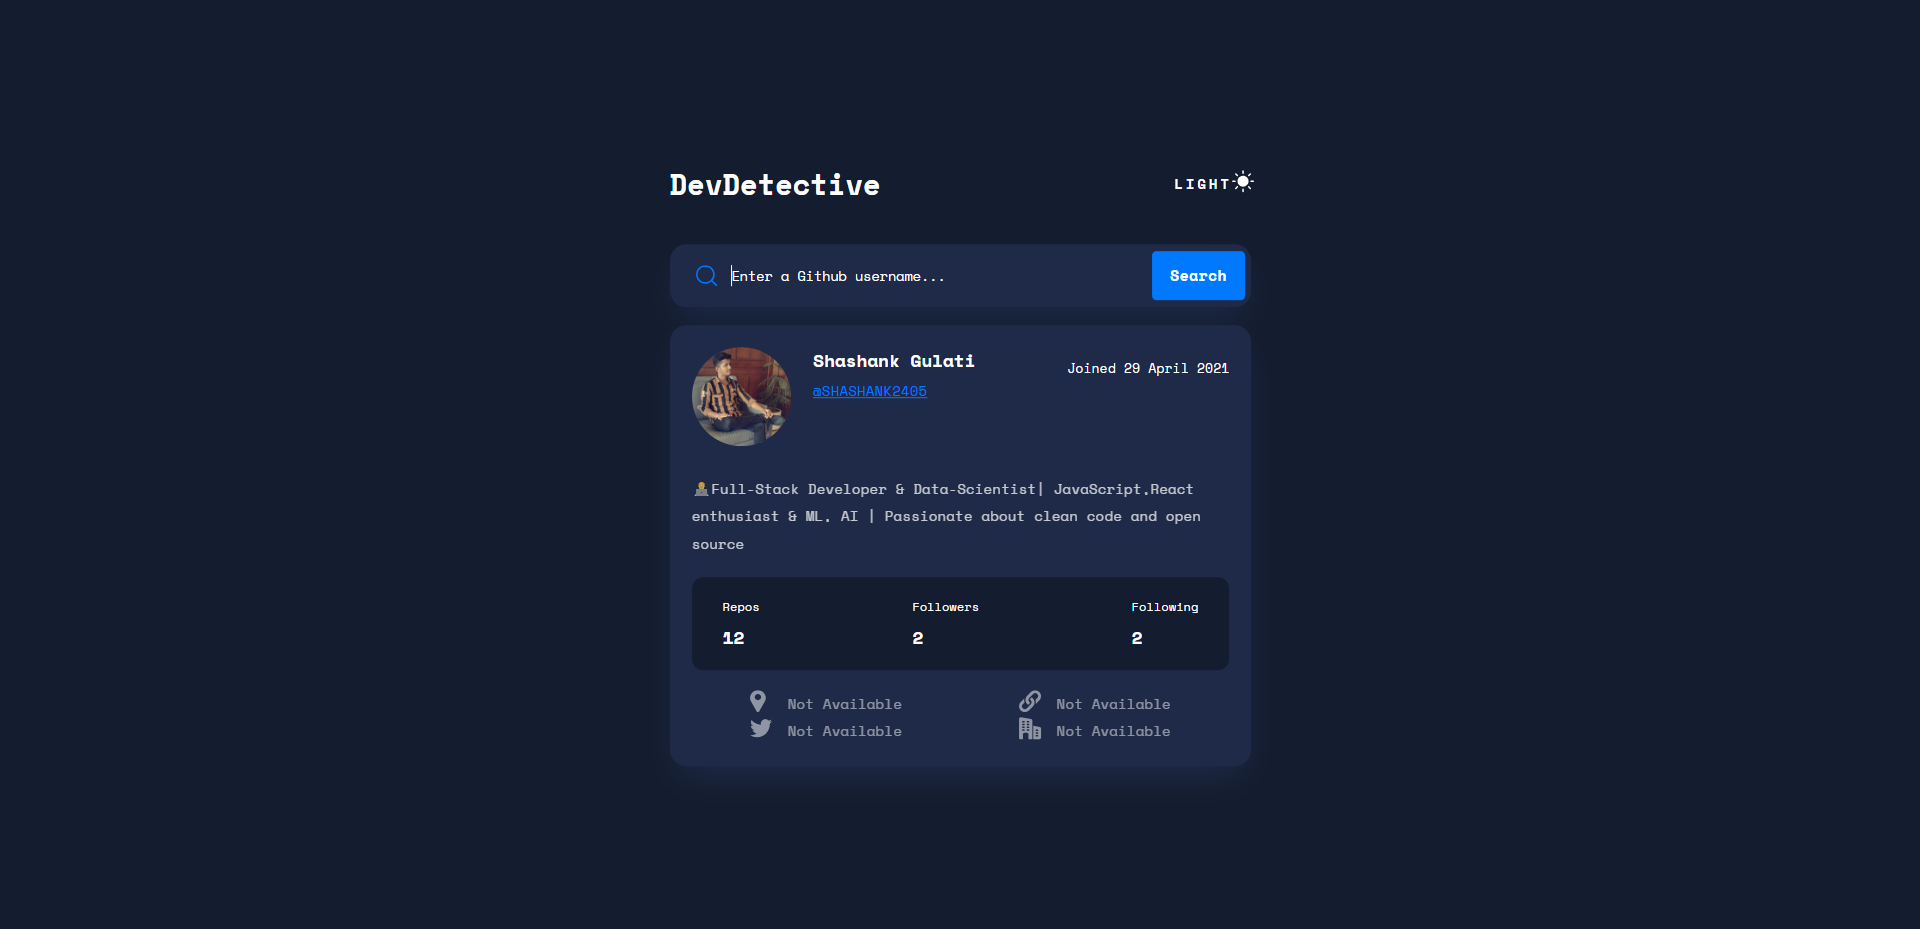 DevDetective
LIGHT
Enter a Github username...
Search
Shashank Gulati
Joined 29 April 2021
@SHASHANK2405
Full-Stack Developer & Data-Scientist| JavaScript,React
enthusiast & ML, AI | Passionate about clean code and open
source
Repos
Followers
Following
12
2
2
Not Available
Not Available
Not Available
Not Available